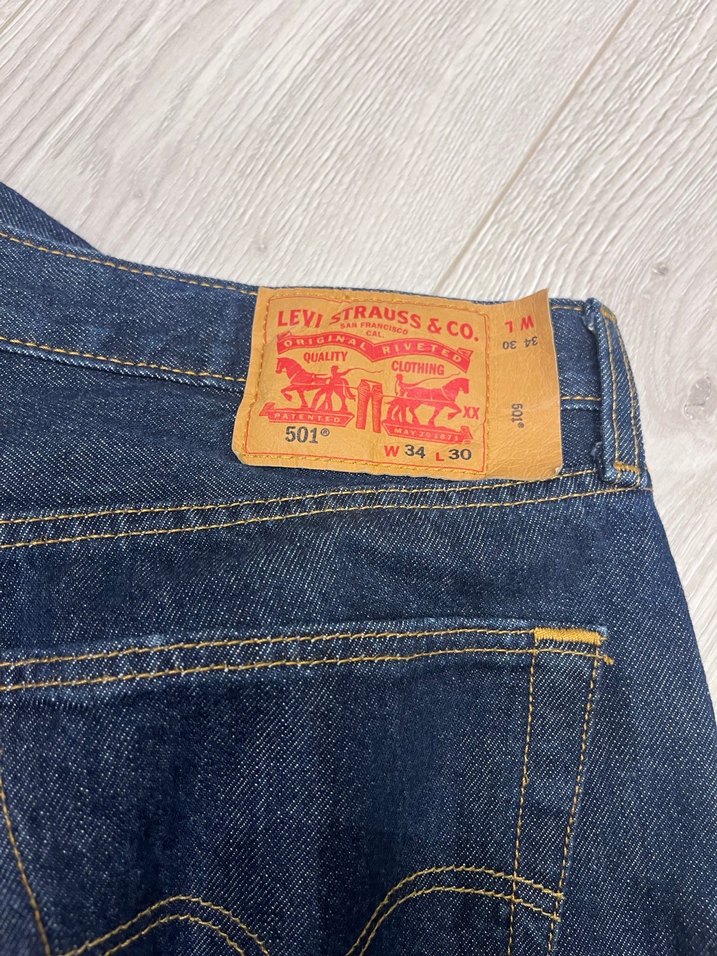 LEVI STRAUSS & CO.
SAN FRANCISCO
CAL.
ORIGINAL RIVETED
QUALITY CLOTHING
XX
PATENTED MAY 20 1873
501®
W 34 L 30
W L
34 30
501®